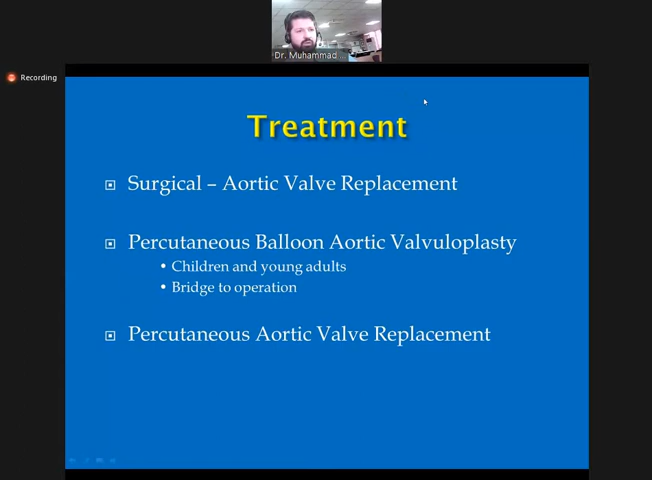 Dr. Muhammad ...
Recording
Treatment
Surgical – Aortic Valve Replacement
Percutaneous Balloon Aortic Valvuloplasty
• Children and young adults
• Bridge to operation
Percutaneous Aortic Valve Replacement